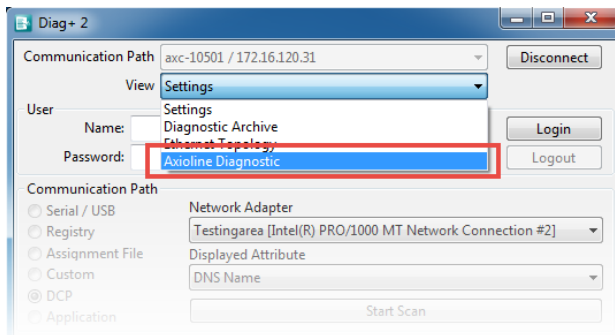 Diag+ 2
Communication Path axc-10501 / 172.16.120.31 Disconnect
View Settings
User Settings
Diagnostic Archive
Name: Login
Ethernet Topology
Password: Axioline Diagnostic Logout
Communication Path
Serial / USB Network Adapter
Registry Testingarea [Intel(R) PRO/1000 MT Network Connection #2]
Assignment File Displayed Attribute
Custom DNS Name
DCP
Application Start Scan